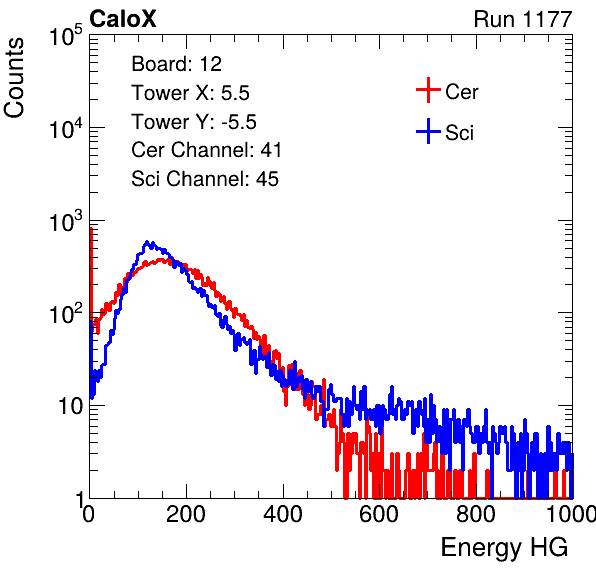 CaloX
Run 1177
Counts
10^5
10^4
10^3
10^2
10
1
Board: 12
Tower X: 5.5
Tower Y: -5.5
Cer Channel: 41
Sci Channel: 45
Cer
Sci
0 200 400 600 800 1000
Energy HG